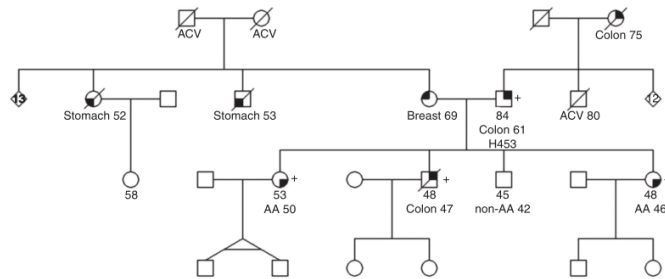 ACV
ACV
Colon 75
13
Stomach 52
Stomach 53
Breast 69
+
84
Colon 61
H453
ACV 80
12
58
+
53
AA 50
+
48
Colon 47
45
non-AA 42
+
48
AA 46